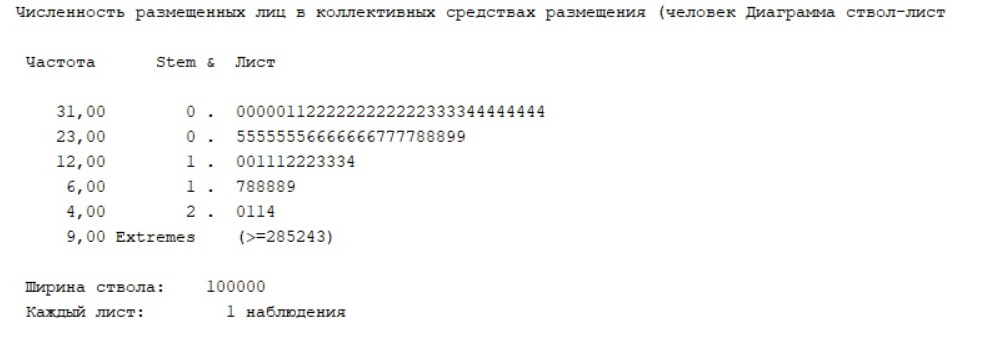 Численность размещенных лиц в коллективных средствах размещения (человек Диаграмма ствол-лист
Частота Stem & Лист
31,00 0 . 0000011222222222222333344444444
23,00 0 . 55555556666666777788899
12,00 1 . 001112223334
6,00 1 . 788889
4,00 2 . 0114
9,00 Extremes (>=285243)
Ширина ствола: 100000
Каждый лист: 1 наблюдения